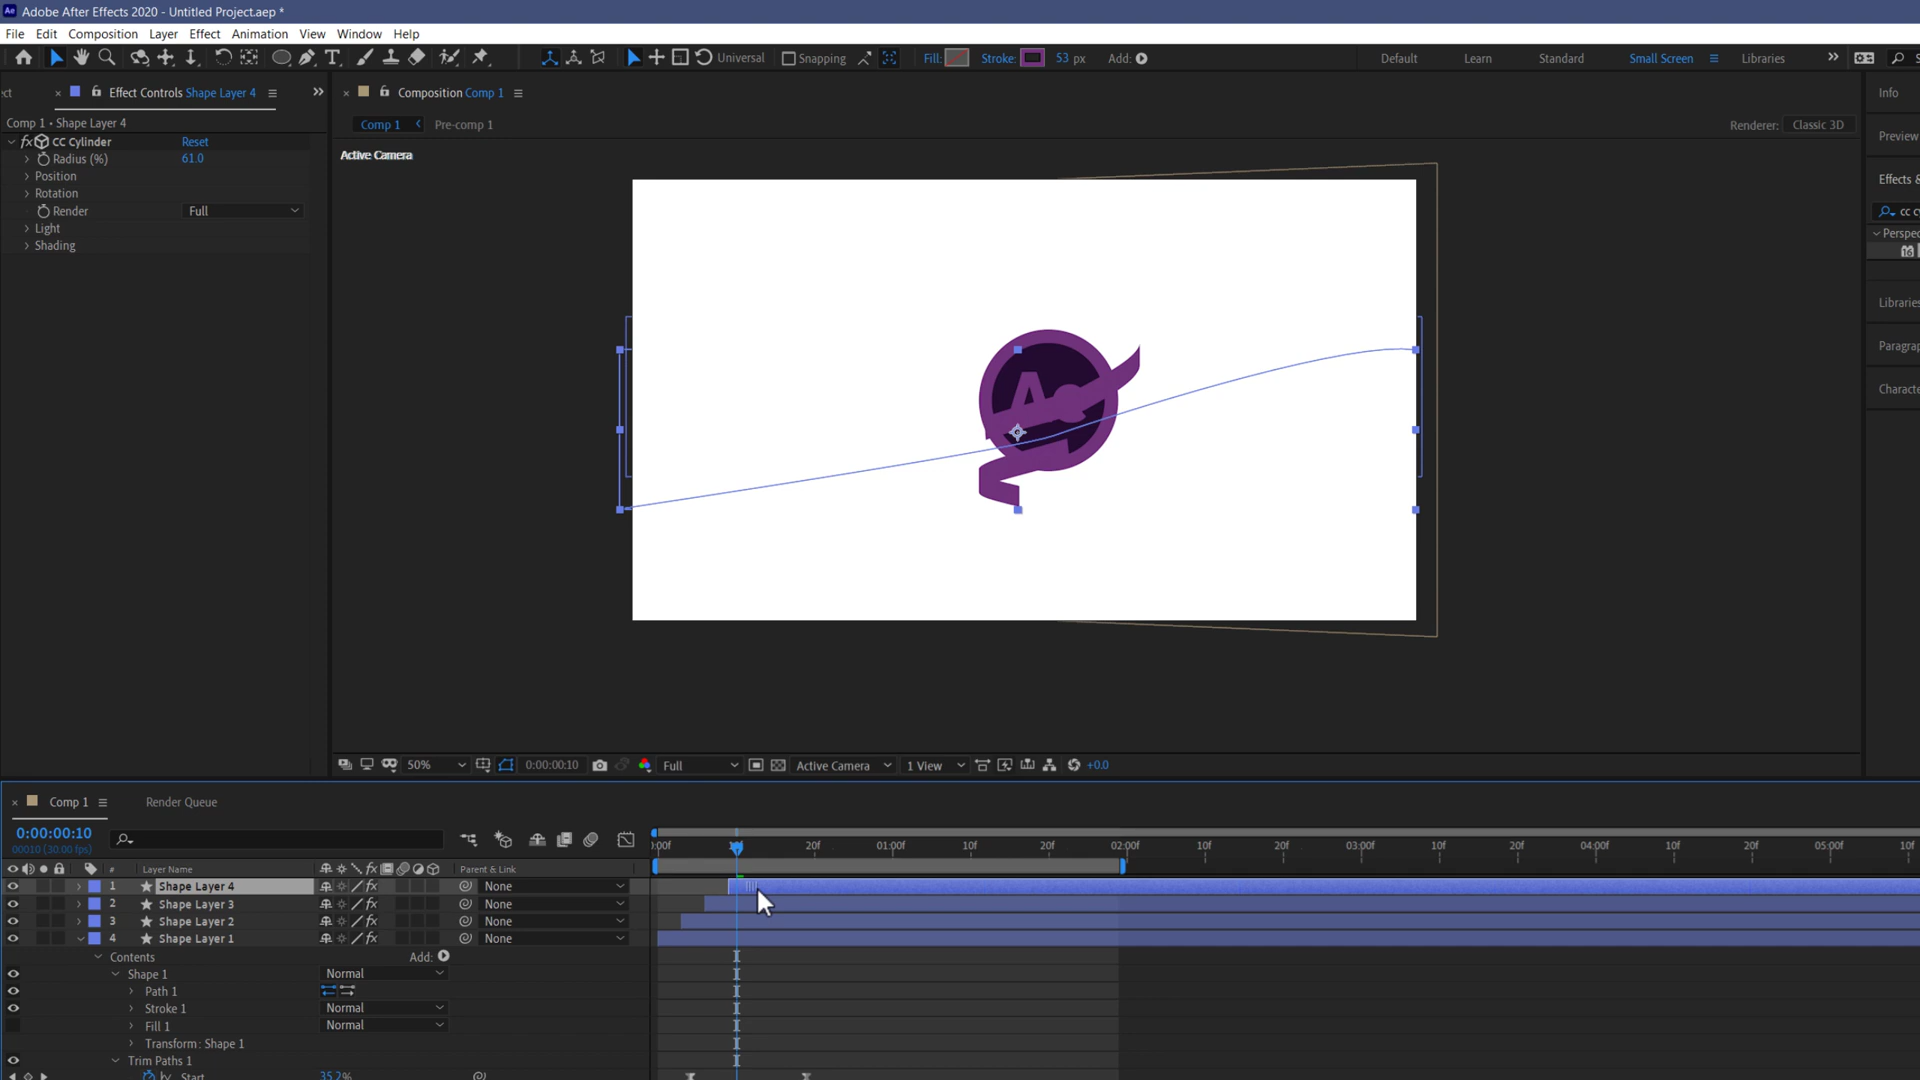 Ae Adobe After Effects 2020 - Untitled Project.aep *
File Edit Composition Layer Effect Animation View Window Help
Universal Snapping Fill: Stroke: 53 px Add: Default Learn Standard Small Screen Libraries
Effect Controls Shape Layer 4
Composition Comp 1
Info
Comp 1 • Shape Layer 4
Comp 1 Pre-comp 1
Renderer: Classic 3D
fx CC Cylinder Reset
Radius (%) 61.0
Position
Rotation
Render Full
Light
Shading
Active Camera
Preview
Effects &
cc cy
Perspec
Libraries
Paragrap
Characte
50% 0:00:00:10 Full Active Camera 1 View +0.0
Comp 1 Render Queue
0:00:00:10
00010 (30.00 fps)
:00f 20f 01:00f 10f 20f 02:00f 10f 20f 03:00f 10f 20f 04:00f 10f 20f 05:00f 10f
# Layer Name fx Parent & Link
1 Shape Layer 4 fx None
2 Shape Layer 3 fx None
3 Shape Layer 2 fx None
4 Shape Layer 1 fx None
Contents Add:
Shape 1 Normal
Path 1
Stroke 1 Normal
Fill 1 Normal
Transform: Shape 1
Trim Paths 1
Start 35.2%